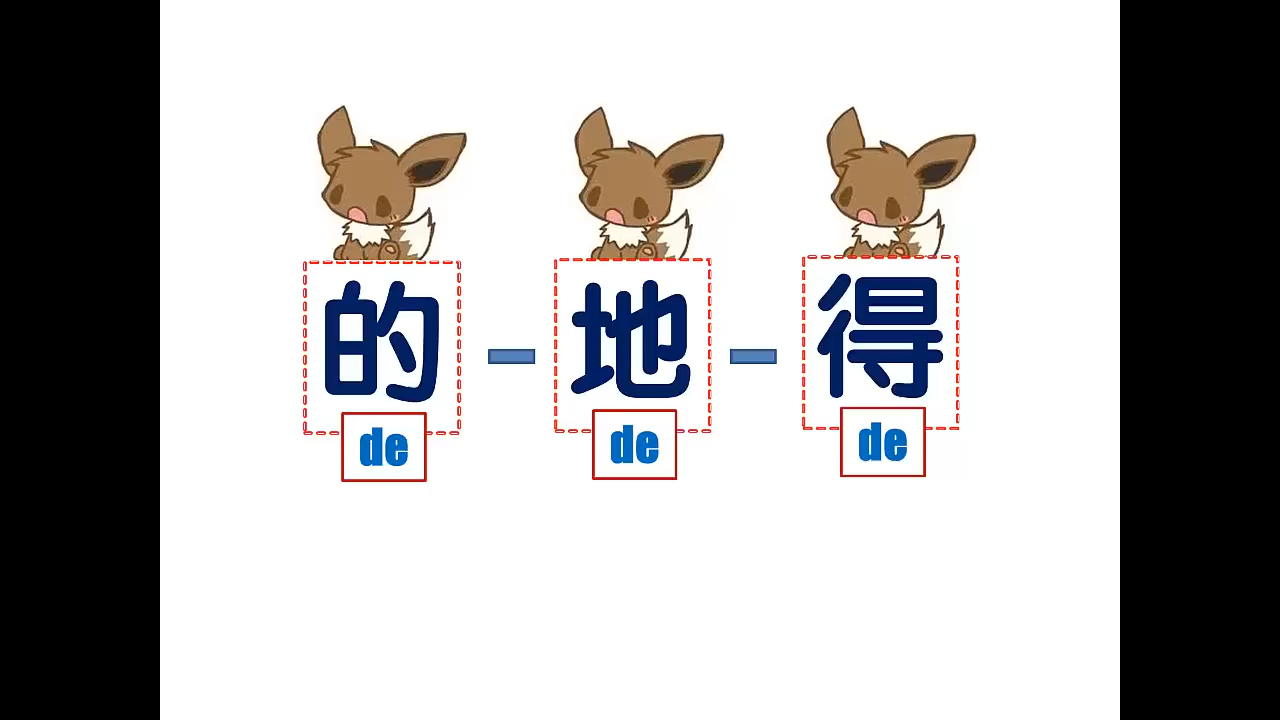 的 - 地 - 得
de de de